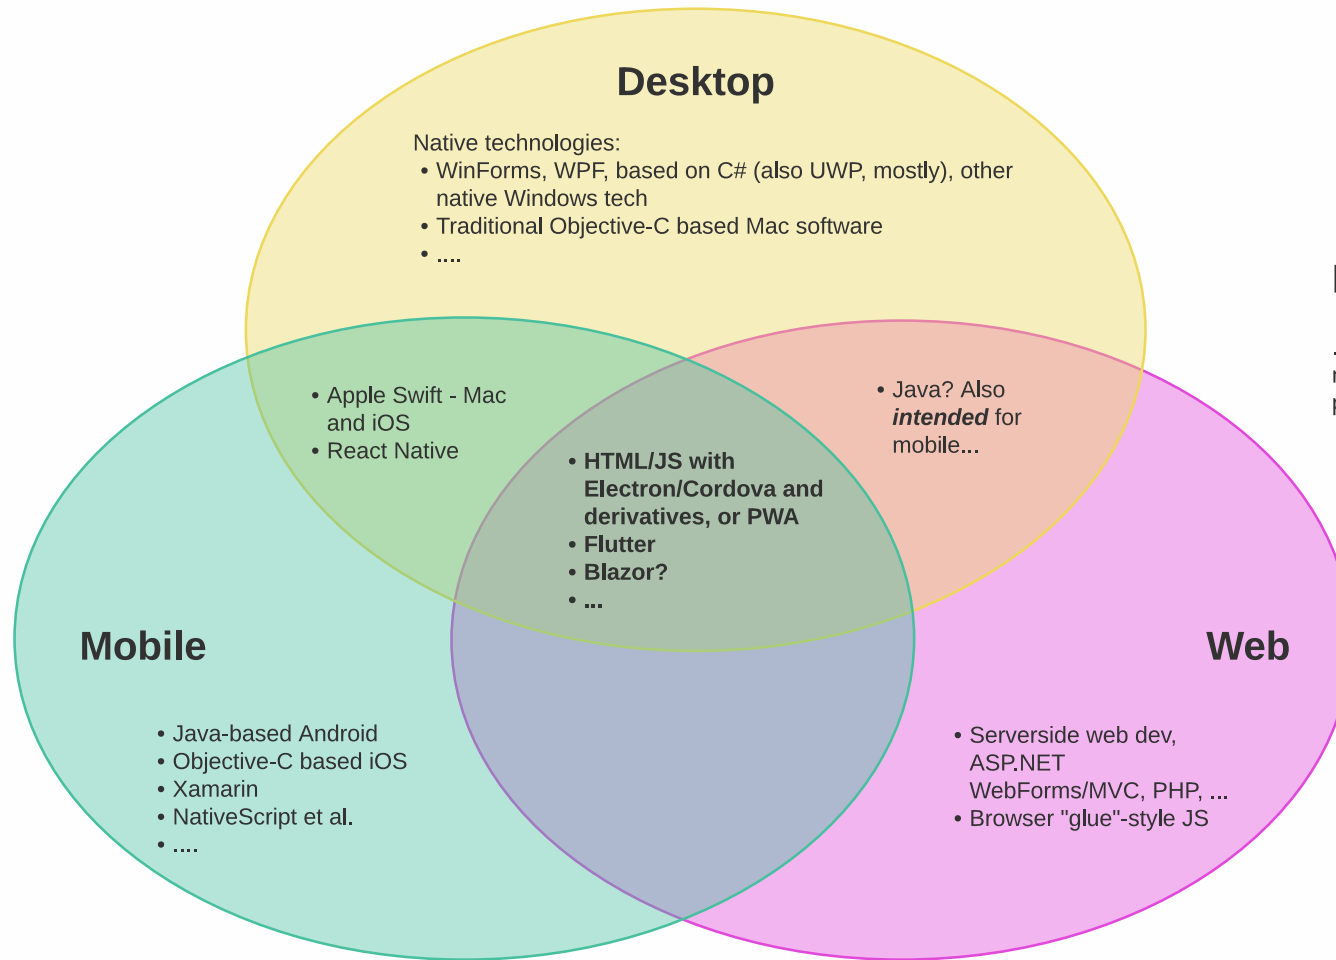 Desktop
Native technologies:
• WinForms, WPF, based on C# (also UWP, mostly), other
native Windows tech
• Traditional Objective-C based Mac software
• ....
• Apple Swift - Mac
and iOS
• React Native
• Java? Also
intended for
mobile...
• HTML/JS with
Electron/Cordova and
derivatives, or PWA
• Flutter
• Blazor?
• ...
Mobile
• Java-based Android
• Objective-C based iOS
• Xamarin
• NativeScript et al.
• ....
Web
• Serverside web dev,
ASP.NET
WebForms/MVC, PHP, ...
• Browser "glue"-style JS